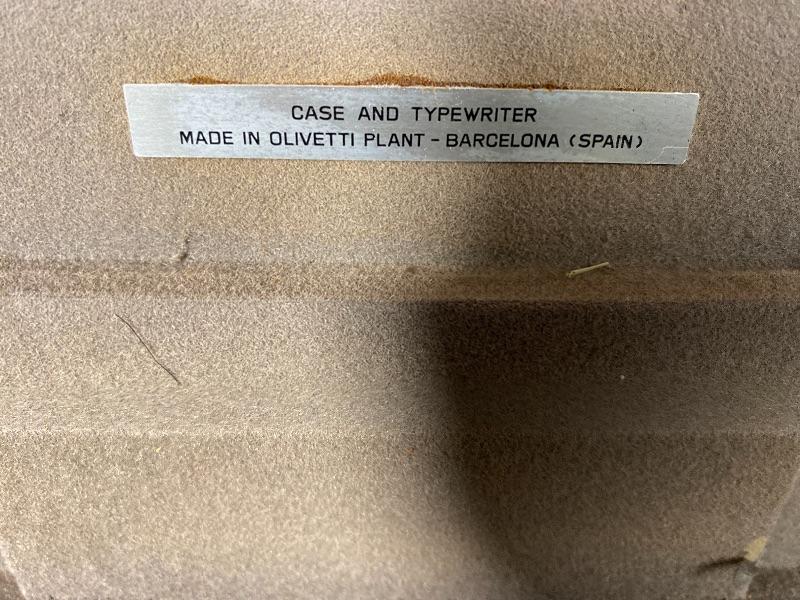 CASE AND TYPEWRITER
MADE IN OLIVETTI PLANT - BARCELONA (SPAIN)